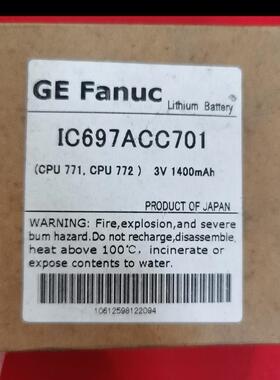 GE Fanuc
Lithium Battery
IC697ACC701
(CPU 771, CPU 772 ) 3V 1400mAh
PRODUCT OF JAPAN
WARNING: Fire,explosion,and severe
burn hazard.Do not recharge,disassemble,
heat above 100℃, incinerate or
expose contents to water.
10612598122094